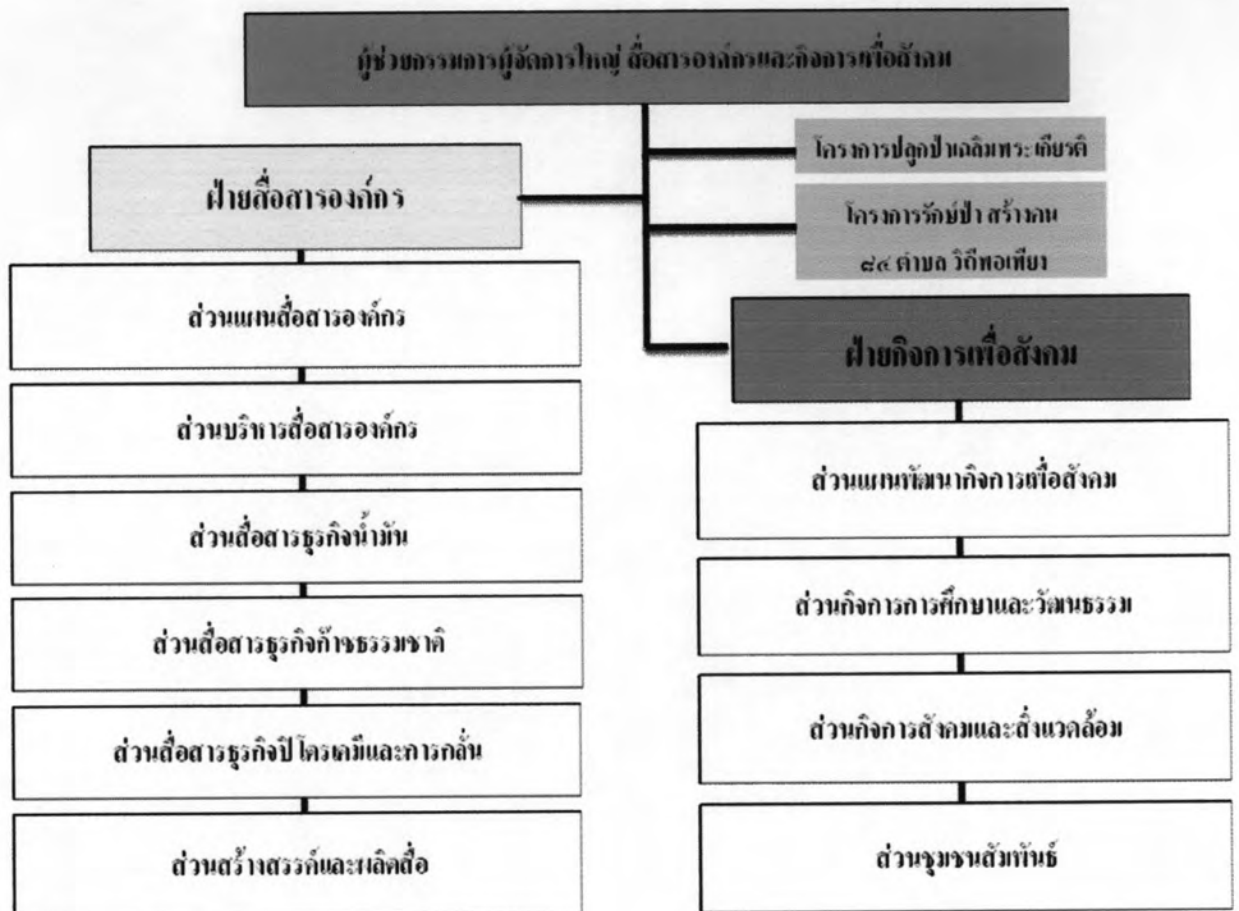 ผู้ช่วยกรรมการผู้จัดการใหญ่ สื่อสารองค์กรและกิจการเพื่อสังคม
โครงการปลูกป่าเฉลิมพระเกียรติ
ฝ่ายสื่อสารองค์กร
โครงการรักษ์ป่า สร้างคน
๘๔ ตำบล วิถีพอเพียง
ส่วนแผนสื่อสารองค์กร
ฝ่ายกิจการเพื่อสังคม
ส่วนบริหารสื่อสารองค์กร
ส่วนแผนพัฒนากิจการเพื่อสังคม
ส่วนสื่อสารธุรกิจน้ำมัน
ส่วนกิจการการศึกษาและวัฒนธรรม
ส่วนสื่อสารธุรกิจก๊าซธรรมชาติ
ส่วนกิจการสังคมและสิ่งแวดล้อม
ส่วนสื่อสารธุรกิจปิโตรเคมีและการกลั่น
ส่วนชุมชนสัมพันธ์
ส่วนสร้างสรรค์และผลิตสื่อ